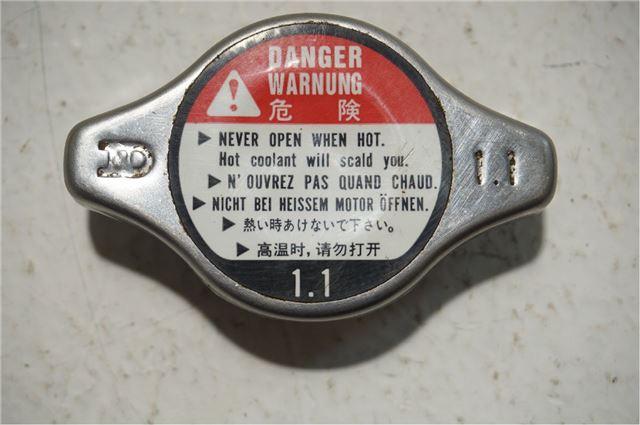 DANGER
WARNUNG
危 険
▶ NEVER OPEN WHEN HOT.
Hot coolant will scald you.
▶ N'OUVREZ PAS QUAND CHAUD.
▶ NICHT BEI HEISSEM MOTOR ÖFFNEN.
▶ 熱い時あけないで下さい。
▶ 高温时,请勿打开
1.1
1.1